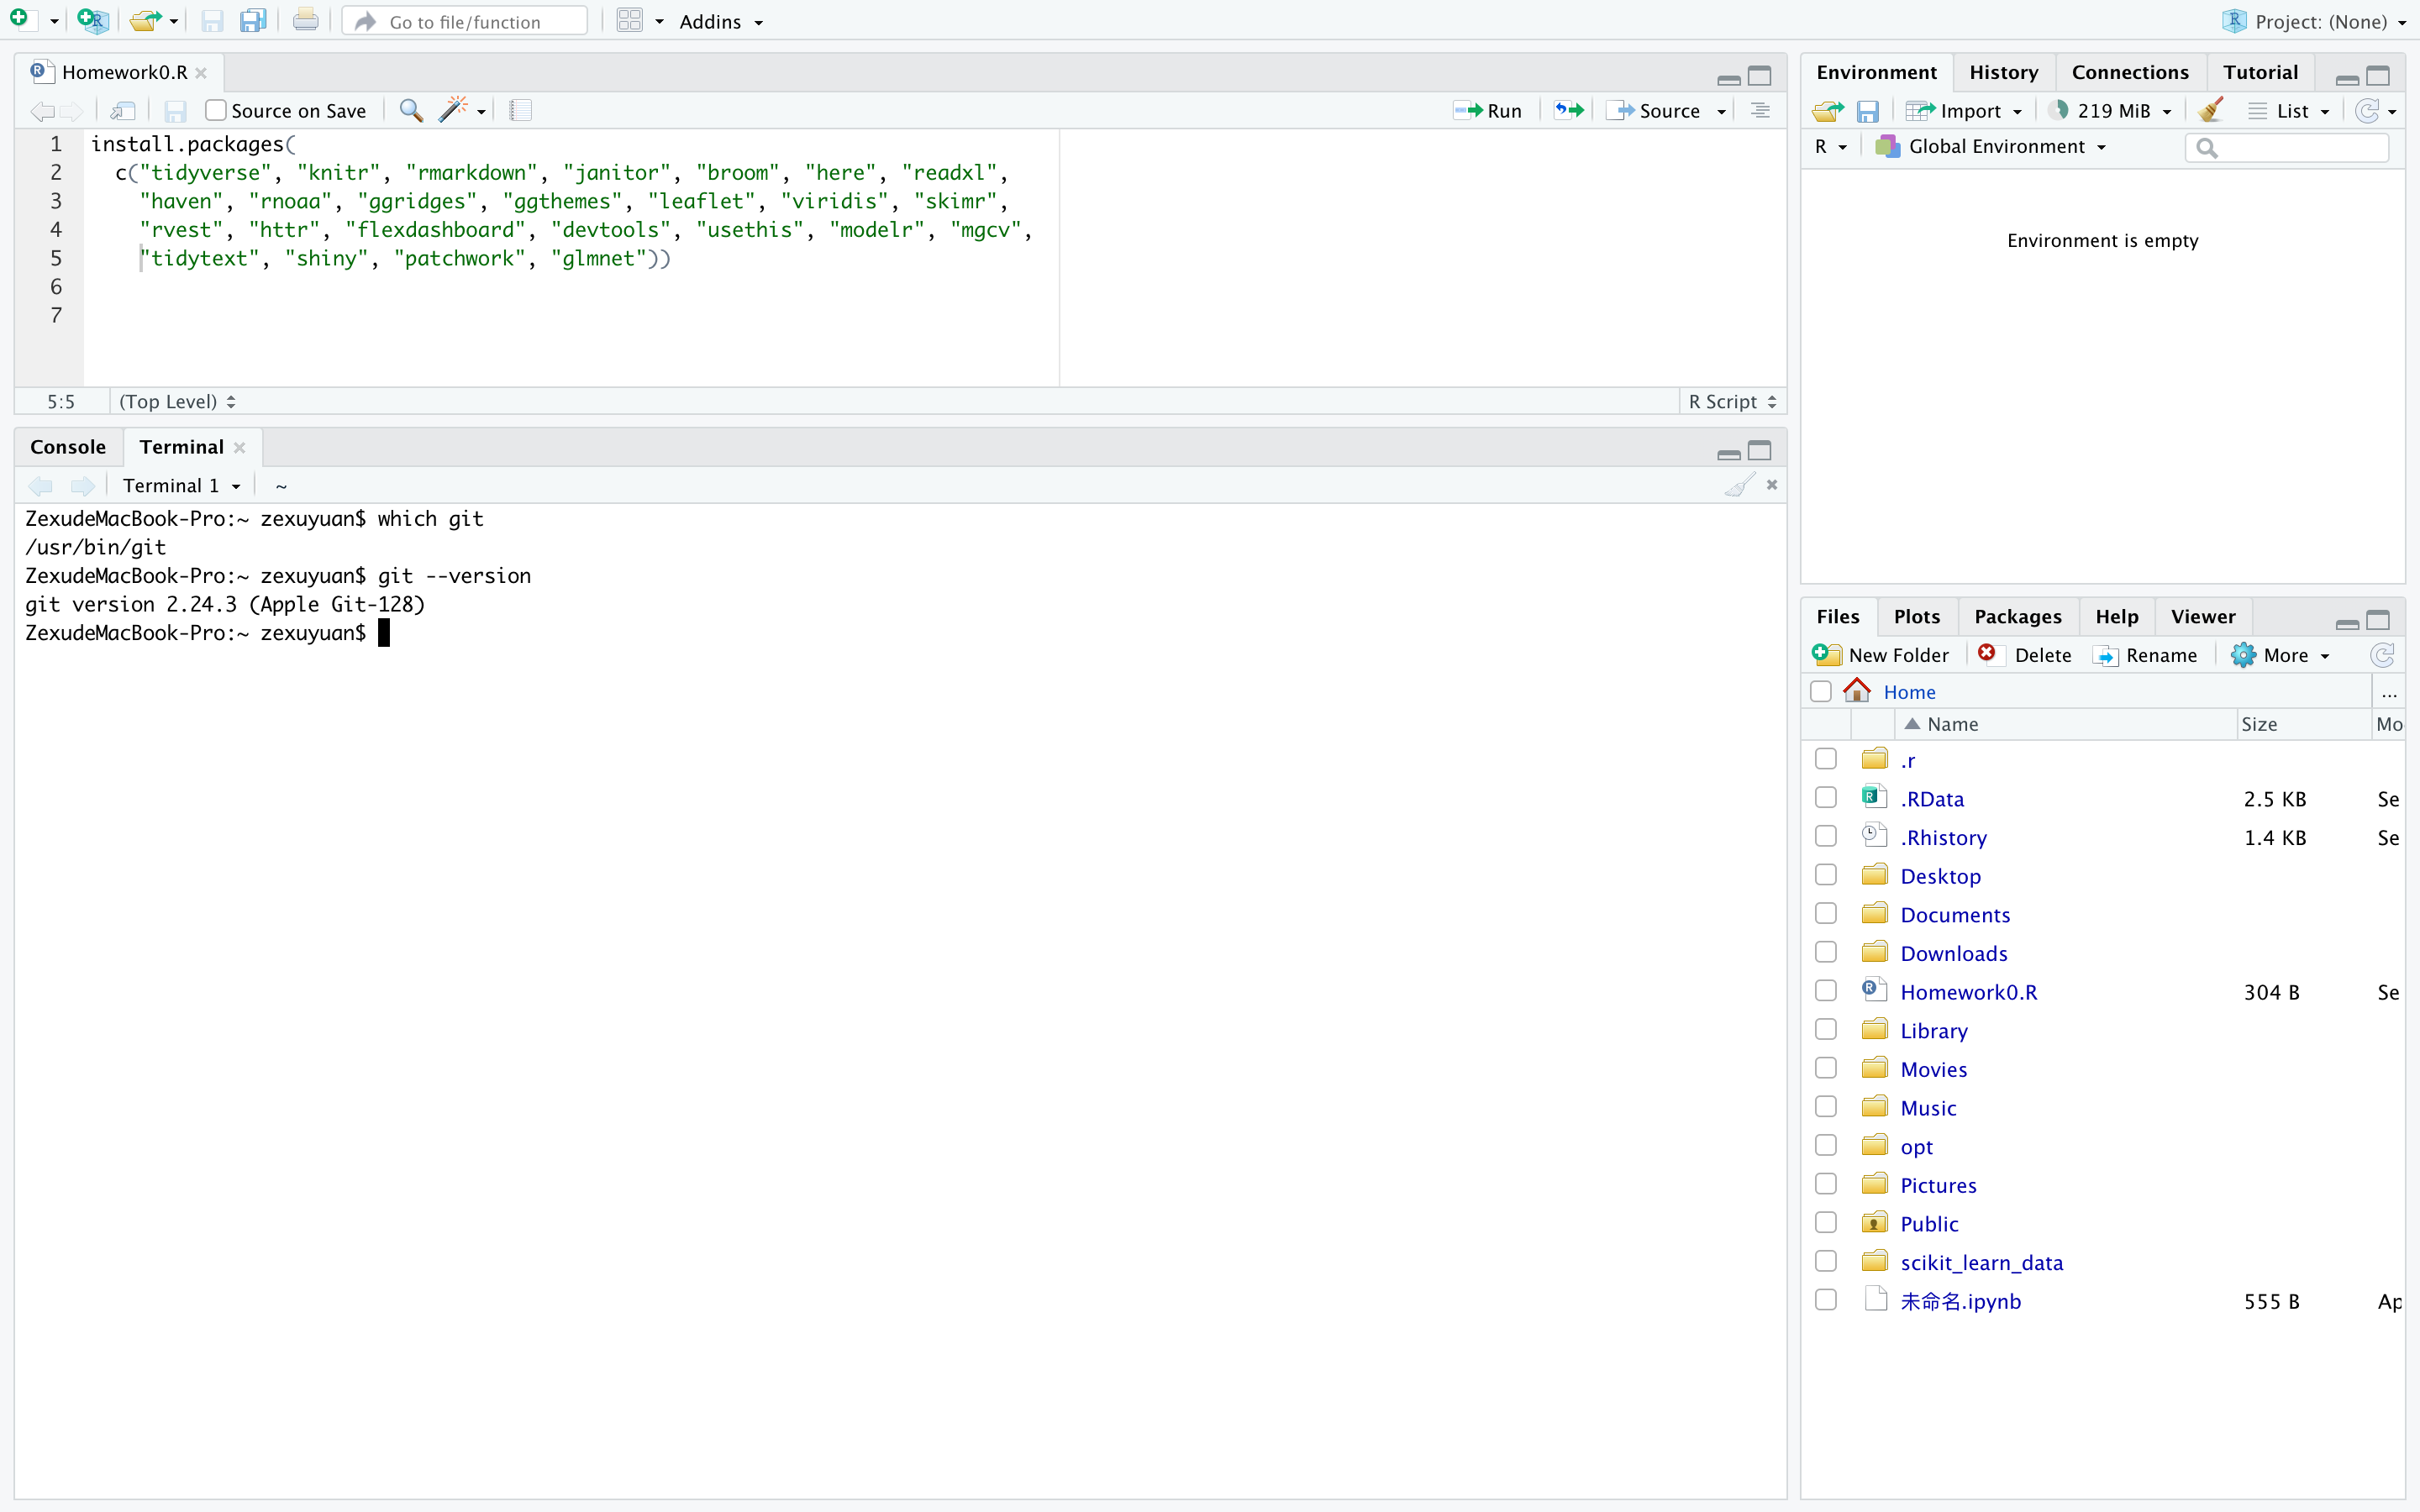 Go to file/function
Addins
Project: (None)
Homework0.R
Source on Save
Run
Source
1 install.packages(
2 c("tidyverse", "knitr", "rmarkdown", "janitor", "broom", "here", "readxl",
3 "haven", "rnoaa", "ggridges", "ggthemes", "leaflet", "viridis", "skimr",
4 "rvest", "httr", "flexdashboard", "devtools", "usethis", "modelr", "mgcv",
5 "tidytext", "shiny", "patchwork", "glmnet"))
6
7
5:5 (Top Level) R Script
Console Terminal
Terminal 1 ~
ZexudeMacBook-Pro:~ zexuyuan$ which git
/usr/bin/git
ZexudeMacBook-Pro:~ zexuyuan$ git --version
git version 2.24.3 (Apple Git-128)
ZexudeMacBook-Pro:~ zexuyuan$
Environment History Connections Tutorial
Import 219 MiB List
R Global Environment
Environment is empty
Files Plots Packages Help Viewer
New Folder Delete Rename More
Home ...
Name Size Mo
.r
.RData 2.5 KB Se
.Rhistory 1.4 KB Se
Desktop
Documents
Downloads
Homework0.R 304 B Se
Library
Movies
Music
opt
Pictures
Public
scikit_learn_data
未命名.ipynb 555 B Ap